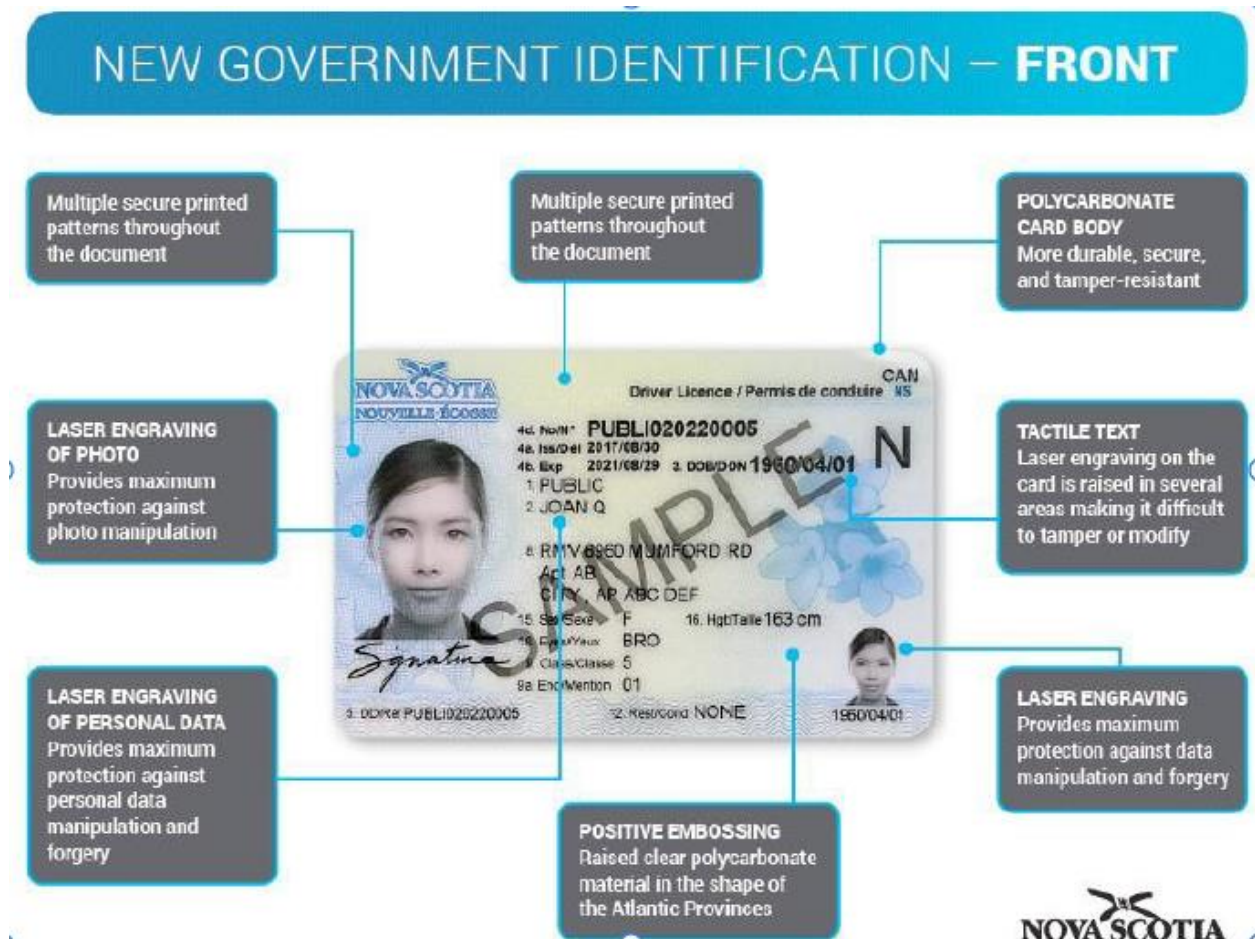 NEW GOVERNMENT IDENTIFICATION – FRONT
Multiple secure printed
patterns throughout
the document
Multiple secure printed
patterns throughout
the document
POLYCARBONATE
CARD BODY
More durable, secure,
and tamper-resistant
LASER ENGRAVING
OF PHOTO
Provides maximum
protection against
photo manipulation
TACTILE TEXT
Laser engraving on the
card is raised in several
areas making it difficult
to tamper or modify
NOVA SCOTIA
NOUVELLE-ÉCOSSE
Driver Licence / Permis de conduire
CAN
NS
4d. No/N° PUBLI020220005
4a. Iss/Dél 2017/08/30
4b. Exp 2021/08/29 3. DOB/DDN 1960/04/01
N
1 PUBLIC
2 JOAN Q
8 RMV 6960 MUMFORD RD
Apt AB
CITY, AP ABC DEF
15. Sex/Sexe F 16. Hgt/Taille 163 cm
Eyes/Yeux BRO
9. Class/Classe 5
9a End/Mention 01
5. DD/Réf PUBLI020220005
12. Rest/Cond NONE
1960/04/01
Signature
SAMPLE
LASER ENGRAVING
OF PERSONAL DATA
Provides maximum
protection against
personal data
manipulation and
forgery
POSITIVE EMBOSSING
Raised clear polycarbonate
material in the shape of
the Atlantic Provinces
LASER ENGRAVING
Provides maximum
protection against data
manipulation and forgery
NOVA SCOTIA